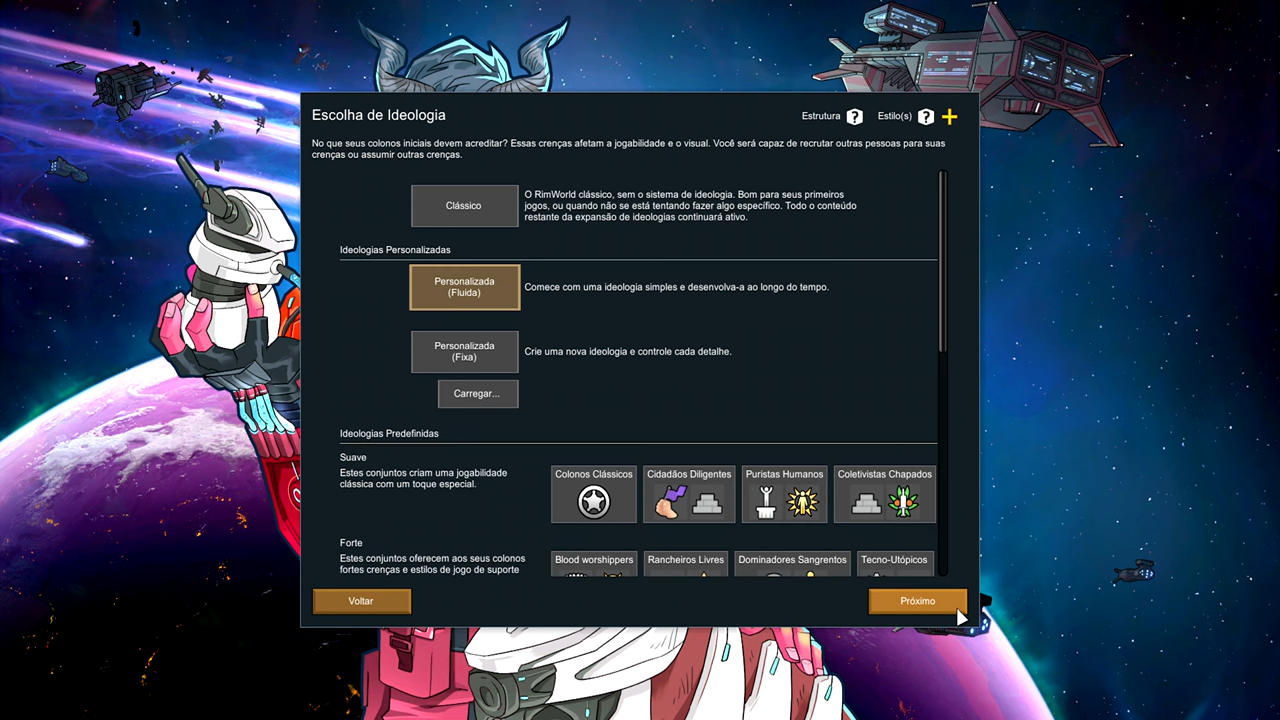 Escolha de Ideologia
Estrutura ?
Estilo(s) ?
No que seus colonos iniciais devem acreditar? Essas crenças afetam a jogabilidade e o visual. Você será capaz de recrutar outras pessoas para suas
crenças ou assumir outras crenças.
Clássico
O RimWorld clássico, sem o sistema de ideologia. Bom para seus primeiros
jogos, ou quando não se está tentando fazer algo específico. Todo o conteúdo
restante da expansão de ideologias continuará ativo.
Ideologias Personalizadas
Personalizada
(Fluida)
Comece com uma ideologia simples e desenvolva-a ao longo do tempo.
Personalizada
(Fixa)
Crie uma nova ideologia e controle cada detalhe.
Carregar...
Ideologias Predefinidas
Suave
Estes conjuntos criam uma jogabilidade
clássica com um toque especial.
Colonos Clássicos
Cidadãos Diligentes
Puristas Humanos
Coletivistas Chapados
Forte
Estes conjuntos oferecem aos seus colonos
fortes crenças e estilos de jogo de suporte
Blood worshippers
Rancheiros Livres
Dominadores Sangrentos
Tecno-Utópicos
Voltar
Próximo